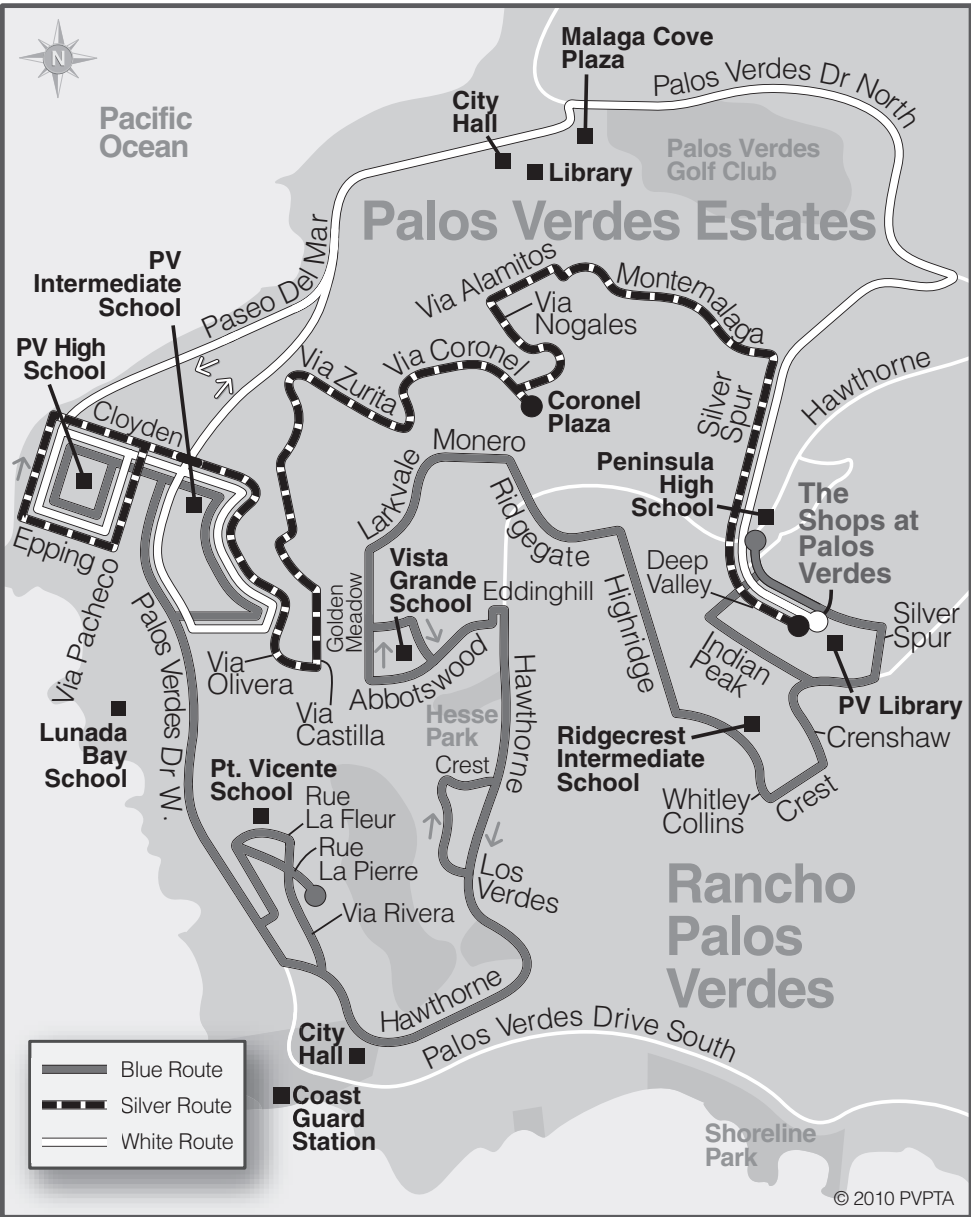 N
Pacific
Ocean
Malaga Cove
Plaza
Palos Verdes Dr North
City
Hall
Library
Palos Verdes
Golf Club
Palos Verdes Estates
PV
Intermediate
School
Paseo Del Mar
PV High
School
Cloyden
Via Alamitos
Montemalaga
Via
Nogales
Via Coronel
Via Zurita
Coronel
Plaza
Silver
Spur
Hawthorne
Monero
Larkvale
Ridgegate
Peninsula
High
School
The
Shops at
Palos
Verdes
Epping
Vista
Grande
School
Eddinghill
Deep
Valley
Golden
Meadow
Highridge
Silver
Spur
Via Pacheco
Palos Verdes Dr W.
Via
Olivera
Abbotswood
Indian
Peak
Via
Castilla
Hesse
Park
Hawthorne
PV Library
Lunada
Bay
School
Ridgecrest
Intermediate
School
Crenshaw
Pt. Vicente
School
Crest
Whitley
Collins
Crest
Rue
La Fleur
Rue
La Pierre
Los
Verdes
Via Rivera
Rancho
Palos
Verdes
Hawthorne
City
Hall
Palos Verdes Drive South
Coast
Guard
Station
Blue Route
Silver Route
White Route
Shoreline
Park
© 2010 PVPTA